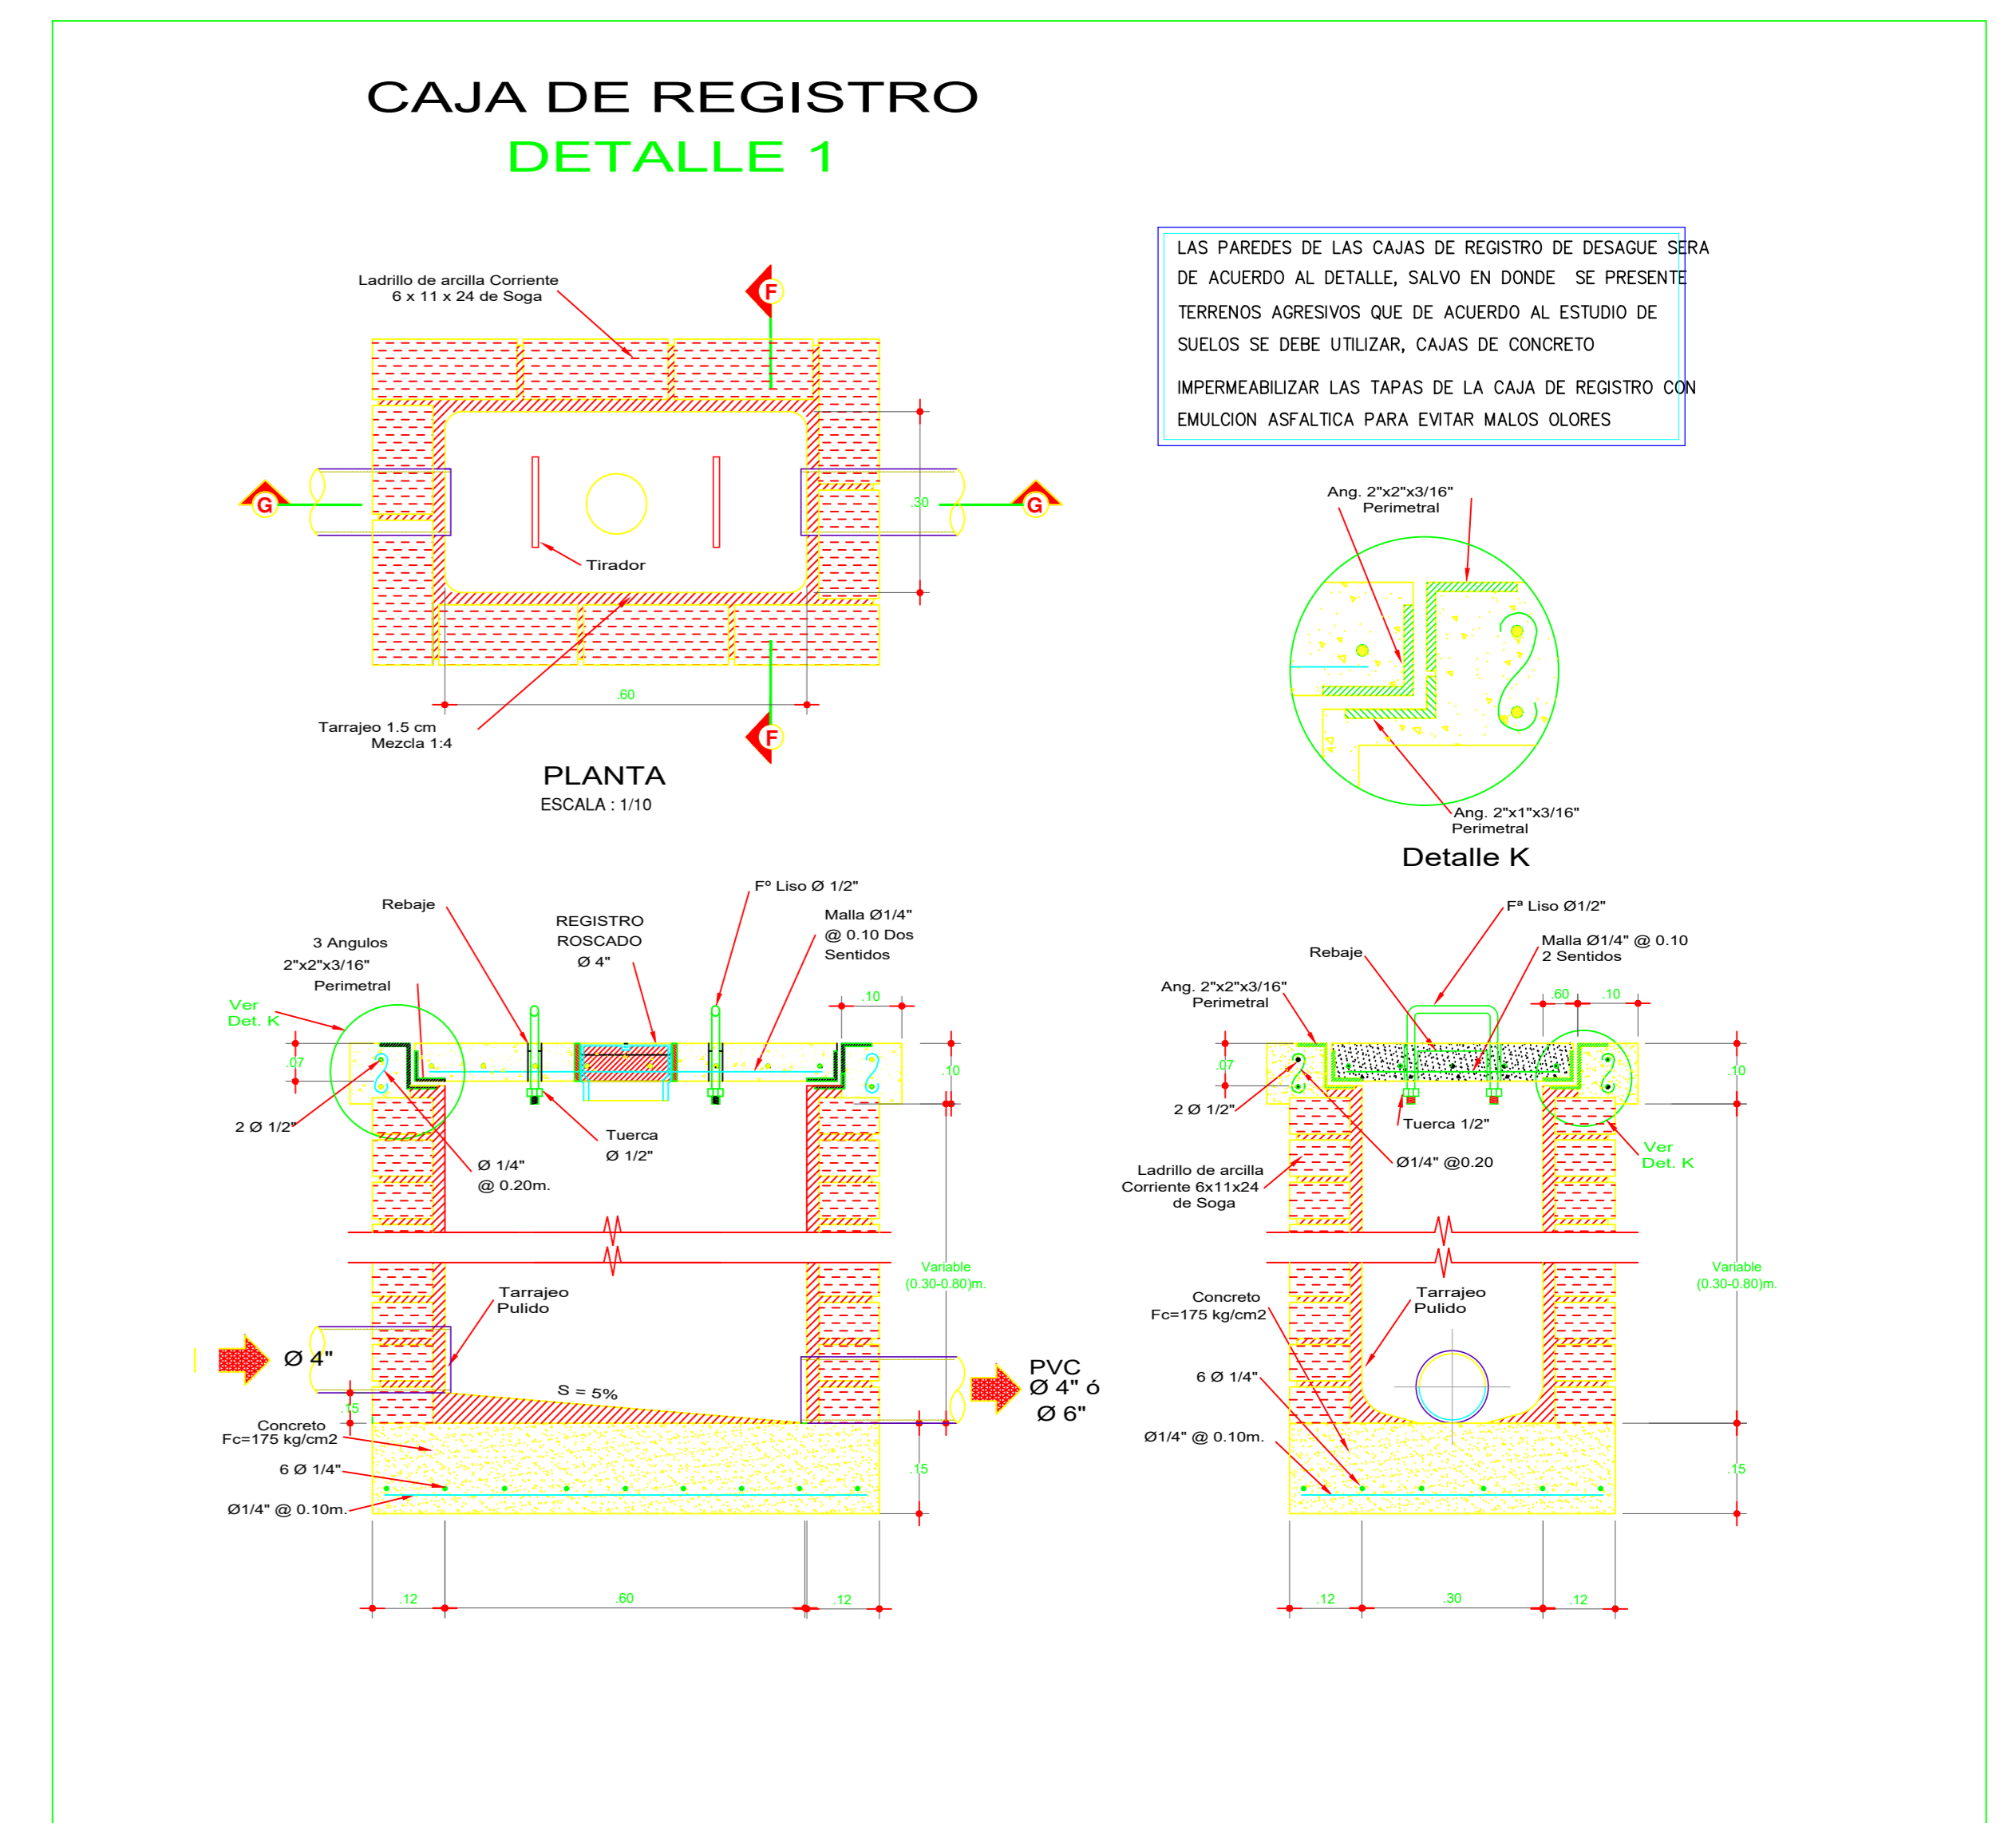 CAJA DE REGISTRO
DETALLE 1
LAS PAREDES DE LAS CAJAS DE REGISTRO DE DESAGUE SERA
DE ACUERDO AL DETALLE, SALVO EN DONDE SE PRESENTE
TERRENOS AGRESIVOS QUE DE ACUERDO AL ESTUDIO DE
SUELOS SE DEBE UTILIZAR, CAJAS DE CONCRETO
IMPERMEABILIZAR LAS TAPAS DE LA CAJA DE REGISTRO CON
EMULCION ASFALTICA PARA EVITAR MALOS OLORES
Ladrillo de arcilla Corriente
6 x 11 x 24 de Soga
F
G
G
.30
Tirador
.60
Tarrajeo 1.5 cm
Mezcla 1:4
F
PLANTA
ESCALA : 1/10
Ang. 2"x2"x3/16"
Perimetral
Ang. 2"x1"x3/16"
Perimetral
Detalle K
Rebaje
Fº Liso Ø 1/2"
REGISTRO
ROSCADO
Ø 4"
Malla Ø1/4"
@ 0.10 Dos
Sentidos
3 Angulos
2"x2"x3/16"
Perimetral
Ver
Det. K
.10
.07
.10
2 Ø 1/2"
Tuerca
Ø 1/2"
Ø 1/4"
@ 0.20m.
Variable
(0.30-0.80)m.
Tarrajeo
Pulido
Ø 4"
S = 5%
PVC
Ø 4" ó
Ø 6"
.15
Concreto
Fc=175 kg/cm2
6 Ø 1/4"
Ø1/4" @ 0.10m.
.15
.12
.60
.12
Fª Liso Ø1/2"
Rebaje
Malla Ø1/4" @ 0.10
2 Sentidos
Ang. 2"x2"x3/16"
Perimetral
.60
.10
.07
.10
2 Ø 1/2"
Tuerca 1/2"
Ver
Det. K
Ø1/4" @0.20
Ladrillo de arcilla
Corriente 6x11x24
de Soga
Variable
(0.30-0.80)m.
Concreto
Fc=175 kg/cm2
Tarrajeo
Pulido
6 Ø 1/4"
Ø1/4" @ 0.10m.
.15
.12
.30
.12